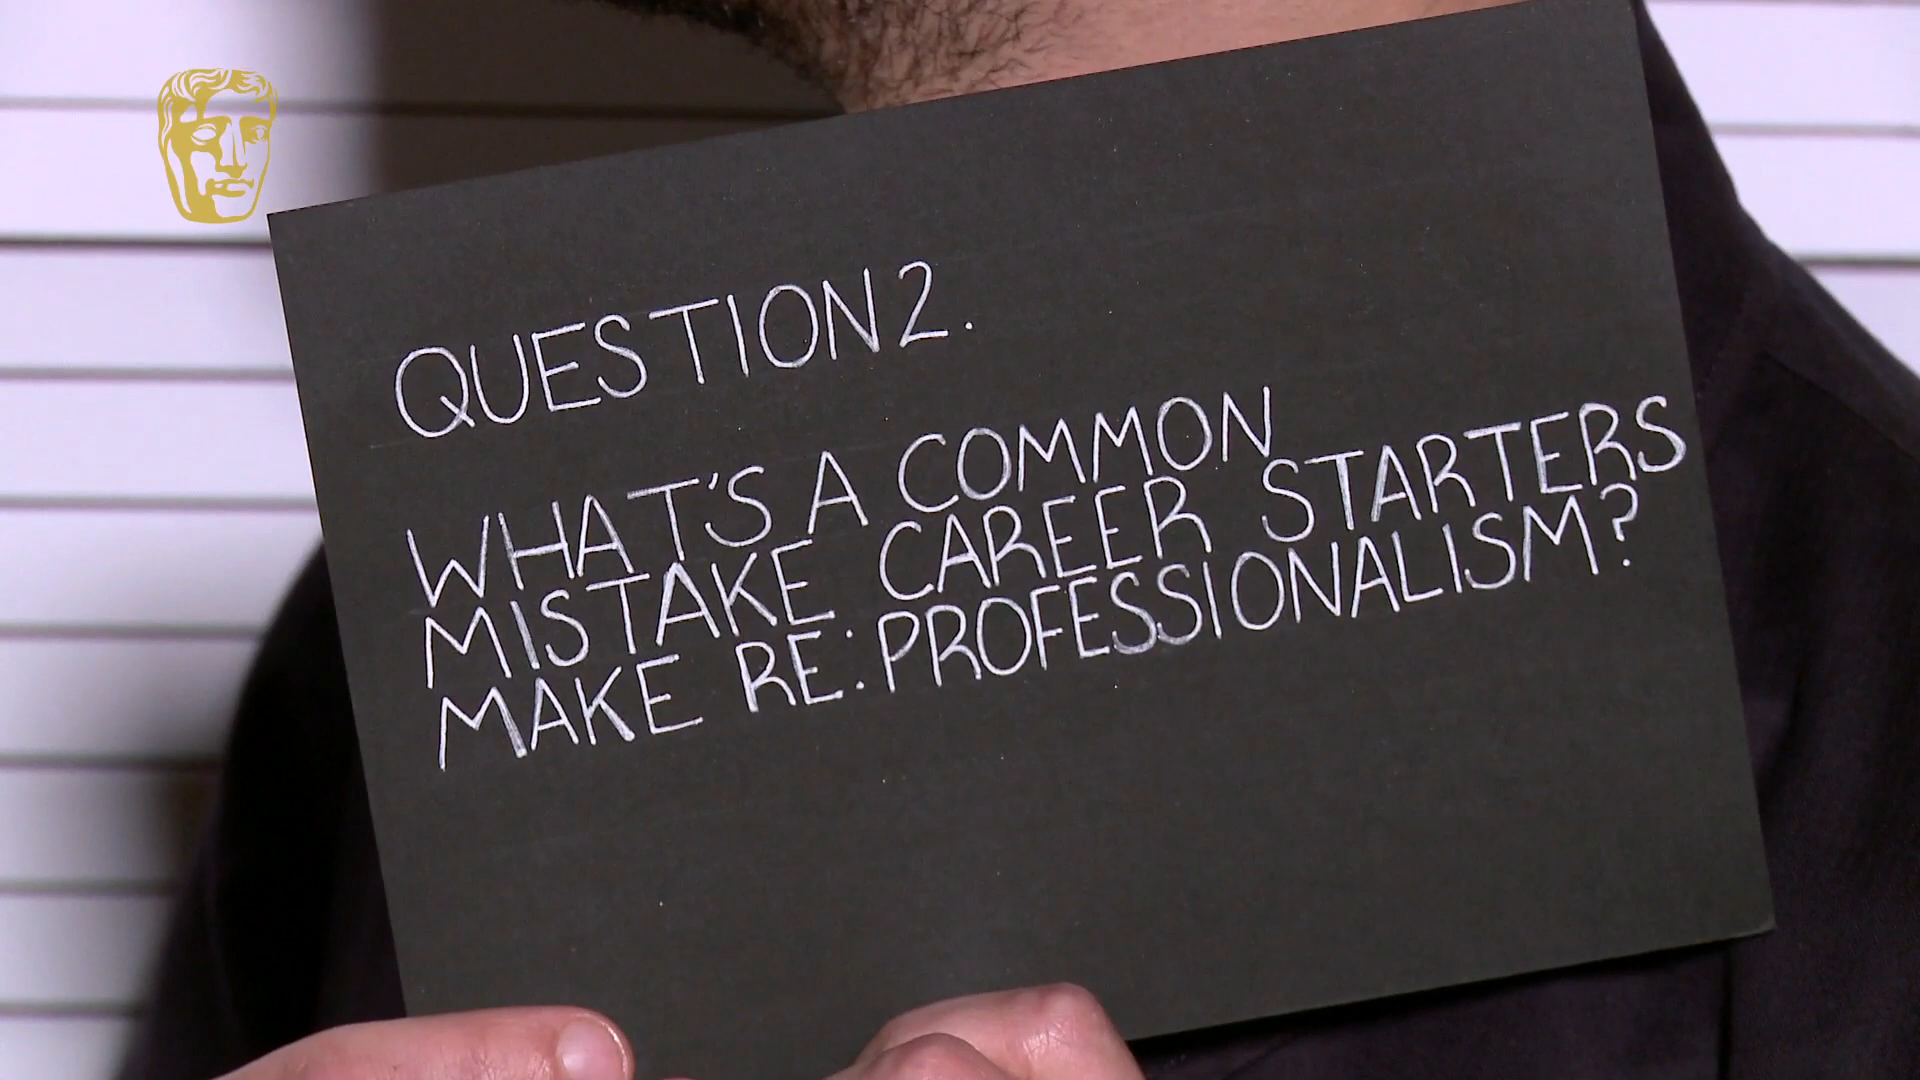 QUESTION 2.
WHAT'S A COMMON
MISTAKE CAREER STARTERS
MAKE RE: PROFESSIONALISM?